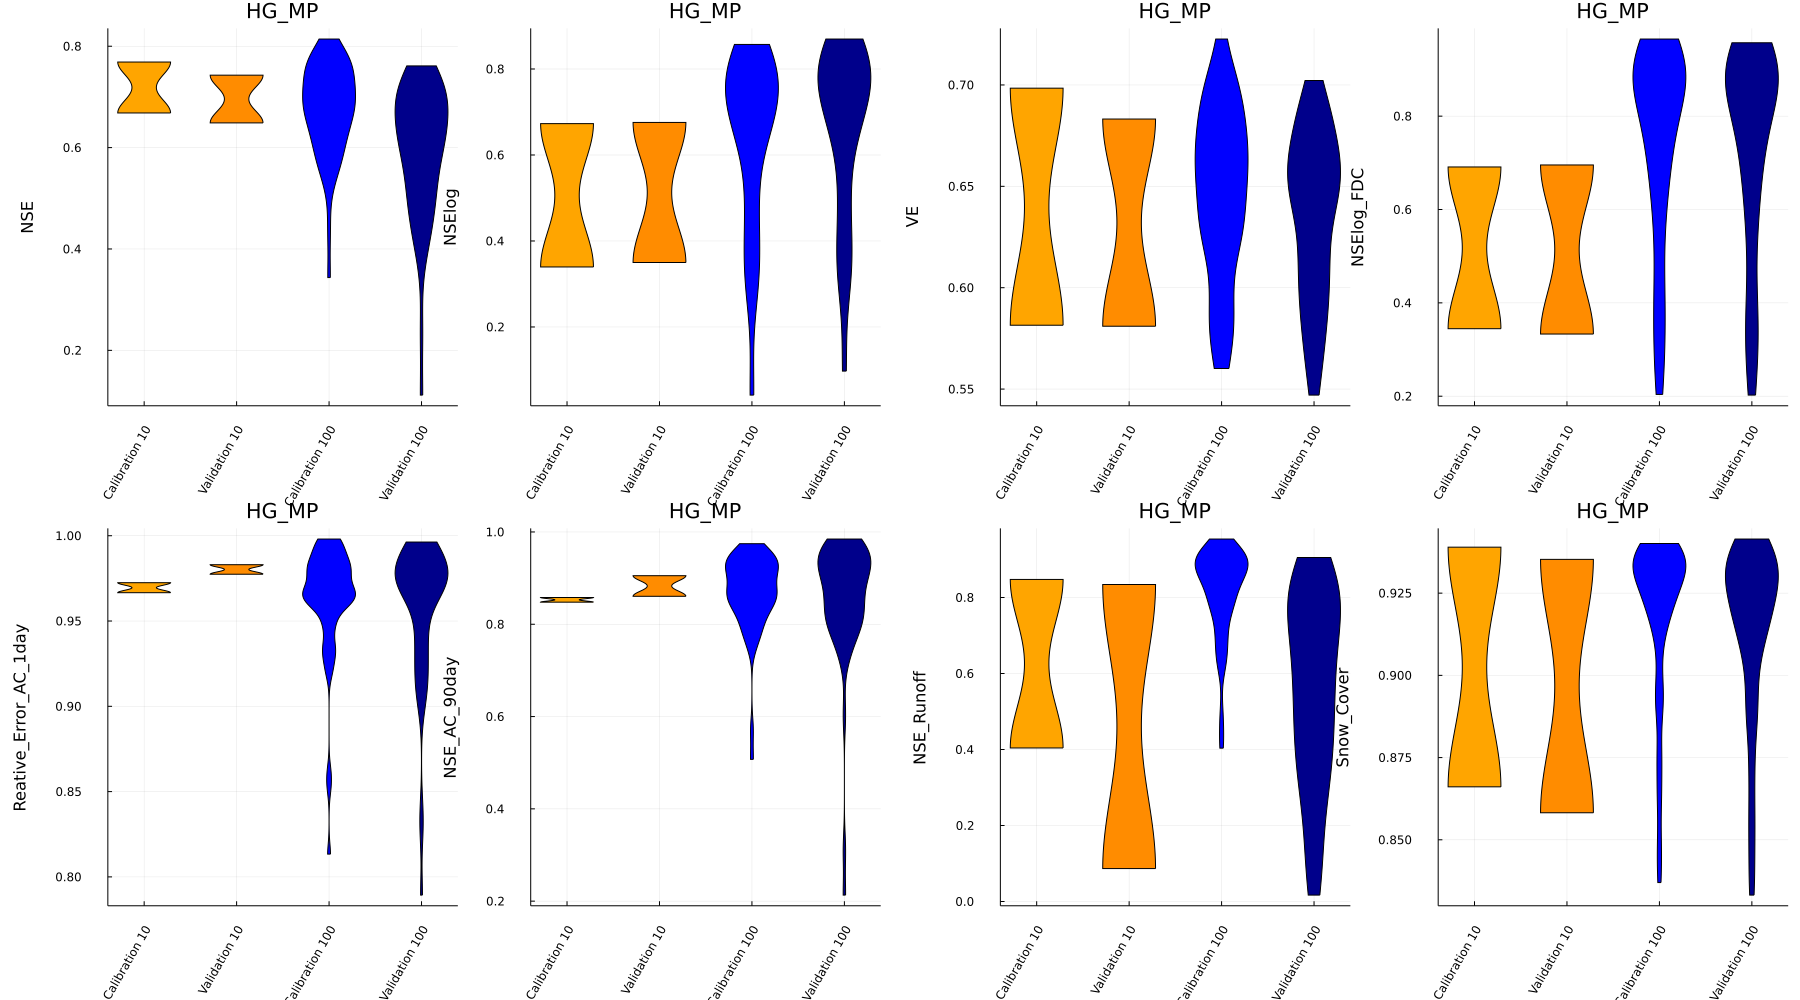 HG_MP
HG_MP
HG_MP
HG_MP
NSE
0.8
0.6
0.4
0.2
NSElog
0.8
0.6
0.4
0.2
VE
0.70
0.65
0.60
0.55
NSElog_FDC
0.8
0.6
0.4
0.2
Calibration 10
Validation 10
Calibration 100
Validation 100
Calibration 10
Validation 10
Calibration 100
Validation 100
Calibration 10
Validation 10
Calibration 100
Validation 100
Calibration 10
Validation 10
Calibration 100
Validation 100
HG_MP
HG_MP
HG_MP
HG_MP
Reative_Error_AC_1day
1.00
0.95
0.90
0.85
0.80
NSE_AC_90day
1.0
0.8
0.6
0.4
0.2
NSE_Runoff
0.8
0.6
0.4
0.2
0.0
Snow_Cover
0.925
0.900
0.875
0.850
Calibration 10
Validation 10
Calibration 100
Validation 100
Calibration 10
Validation 10
Calibration 100
Validation 100
Calibration 10
Validation 10
Calibration 100
Validation 100
Calibration 10
Validation 10
Calibration 100
Validation 100